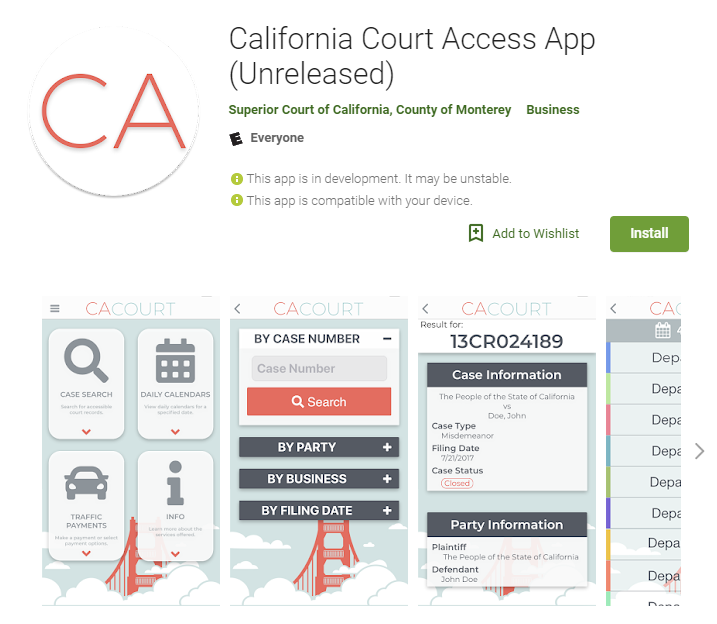 CA
California Court Access App
(Unreleased)
Superior Court of California, County of Monterey Business
E Everyone
This app is in development. It may be unstable.
This app is compatible with your device.
Add to Wishlist
Install
CACOURT
CASE SEARCH
Search for accessible
court records.
DAILY CALENDARS
View daily calendars for a
specified date.
TRAFFIC
PAYMENTS
Make a payment or select
payment options.
INFO
Learn more about the
services offered.
CACOURT
BY CASE NUMBER
Case Number
Search
BY PARTY
BY BUSINESS
BY FILING DATE
CACOURT
Result for:
13CR024189
Case Information
The People of the State of California
vs
Doe, John
Case Type
Misdemeanor
Filing Date
7/21/2017
Case Status
Closed
Party Information
Plaintiff
The People of the State of California
Defendant
John Doe
CA
4
Depa
Depa
Depa
Depa
Depa
Depa
Depa
Depa